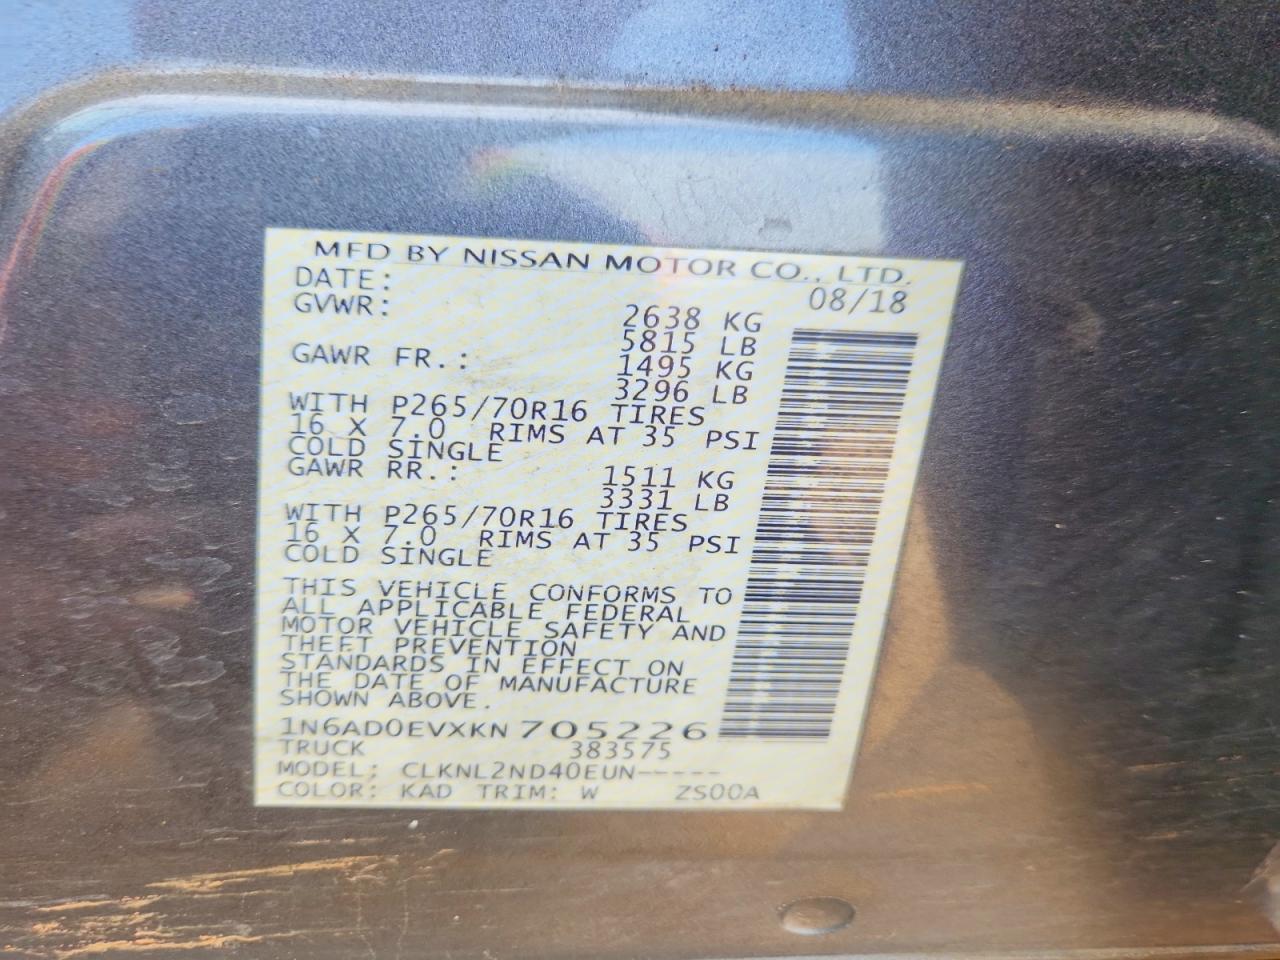 MFD BY NISSAN MOTOR CO., LTD.
DATE: 08/18
GVWR: 2638 KG
5815 LB
GAWR FR.: 1495 KG
3296 LB
WITH P265/70R16 TIRES
16 X 7.0 RIMS AT 35 PSI
COLD SINGLE
GAWR RR.: 1511 KG
3331 LB
WITH P265/70R16 TIRES
16 X 7.0 RIMS AT 35 PSI
COLD SINGLE
THIS VEHICLE CONFORMS TO
ALL APPLICABLE FEDERAL
MOTOR VEHICLE SAFETY AND
THEFT PREVENTION
STANDARDS IN EFFECT ON
THE DATE OF MANUFACTURE
SHOWN ABOVE.
1N6AD0EVXKN705226
TRUCK 383575
MODEL: CLKNL2ND40EUN-----
COLOR: KAD TRIM: W ZS00A